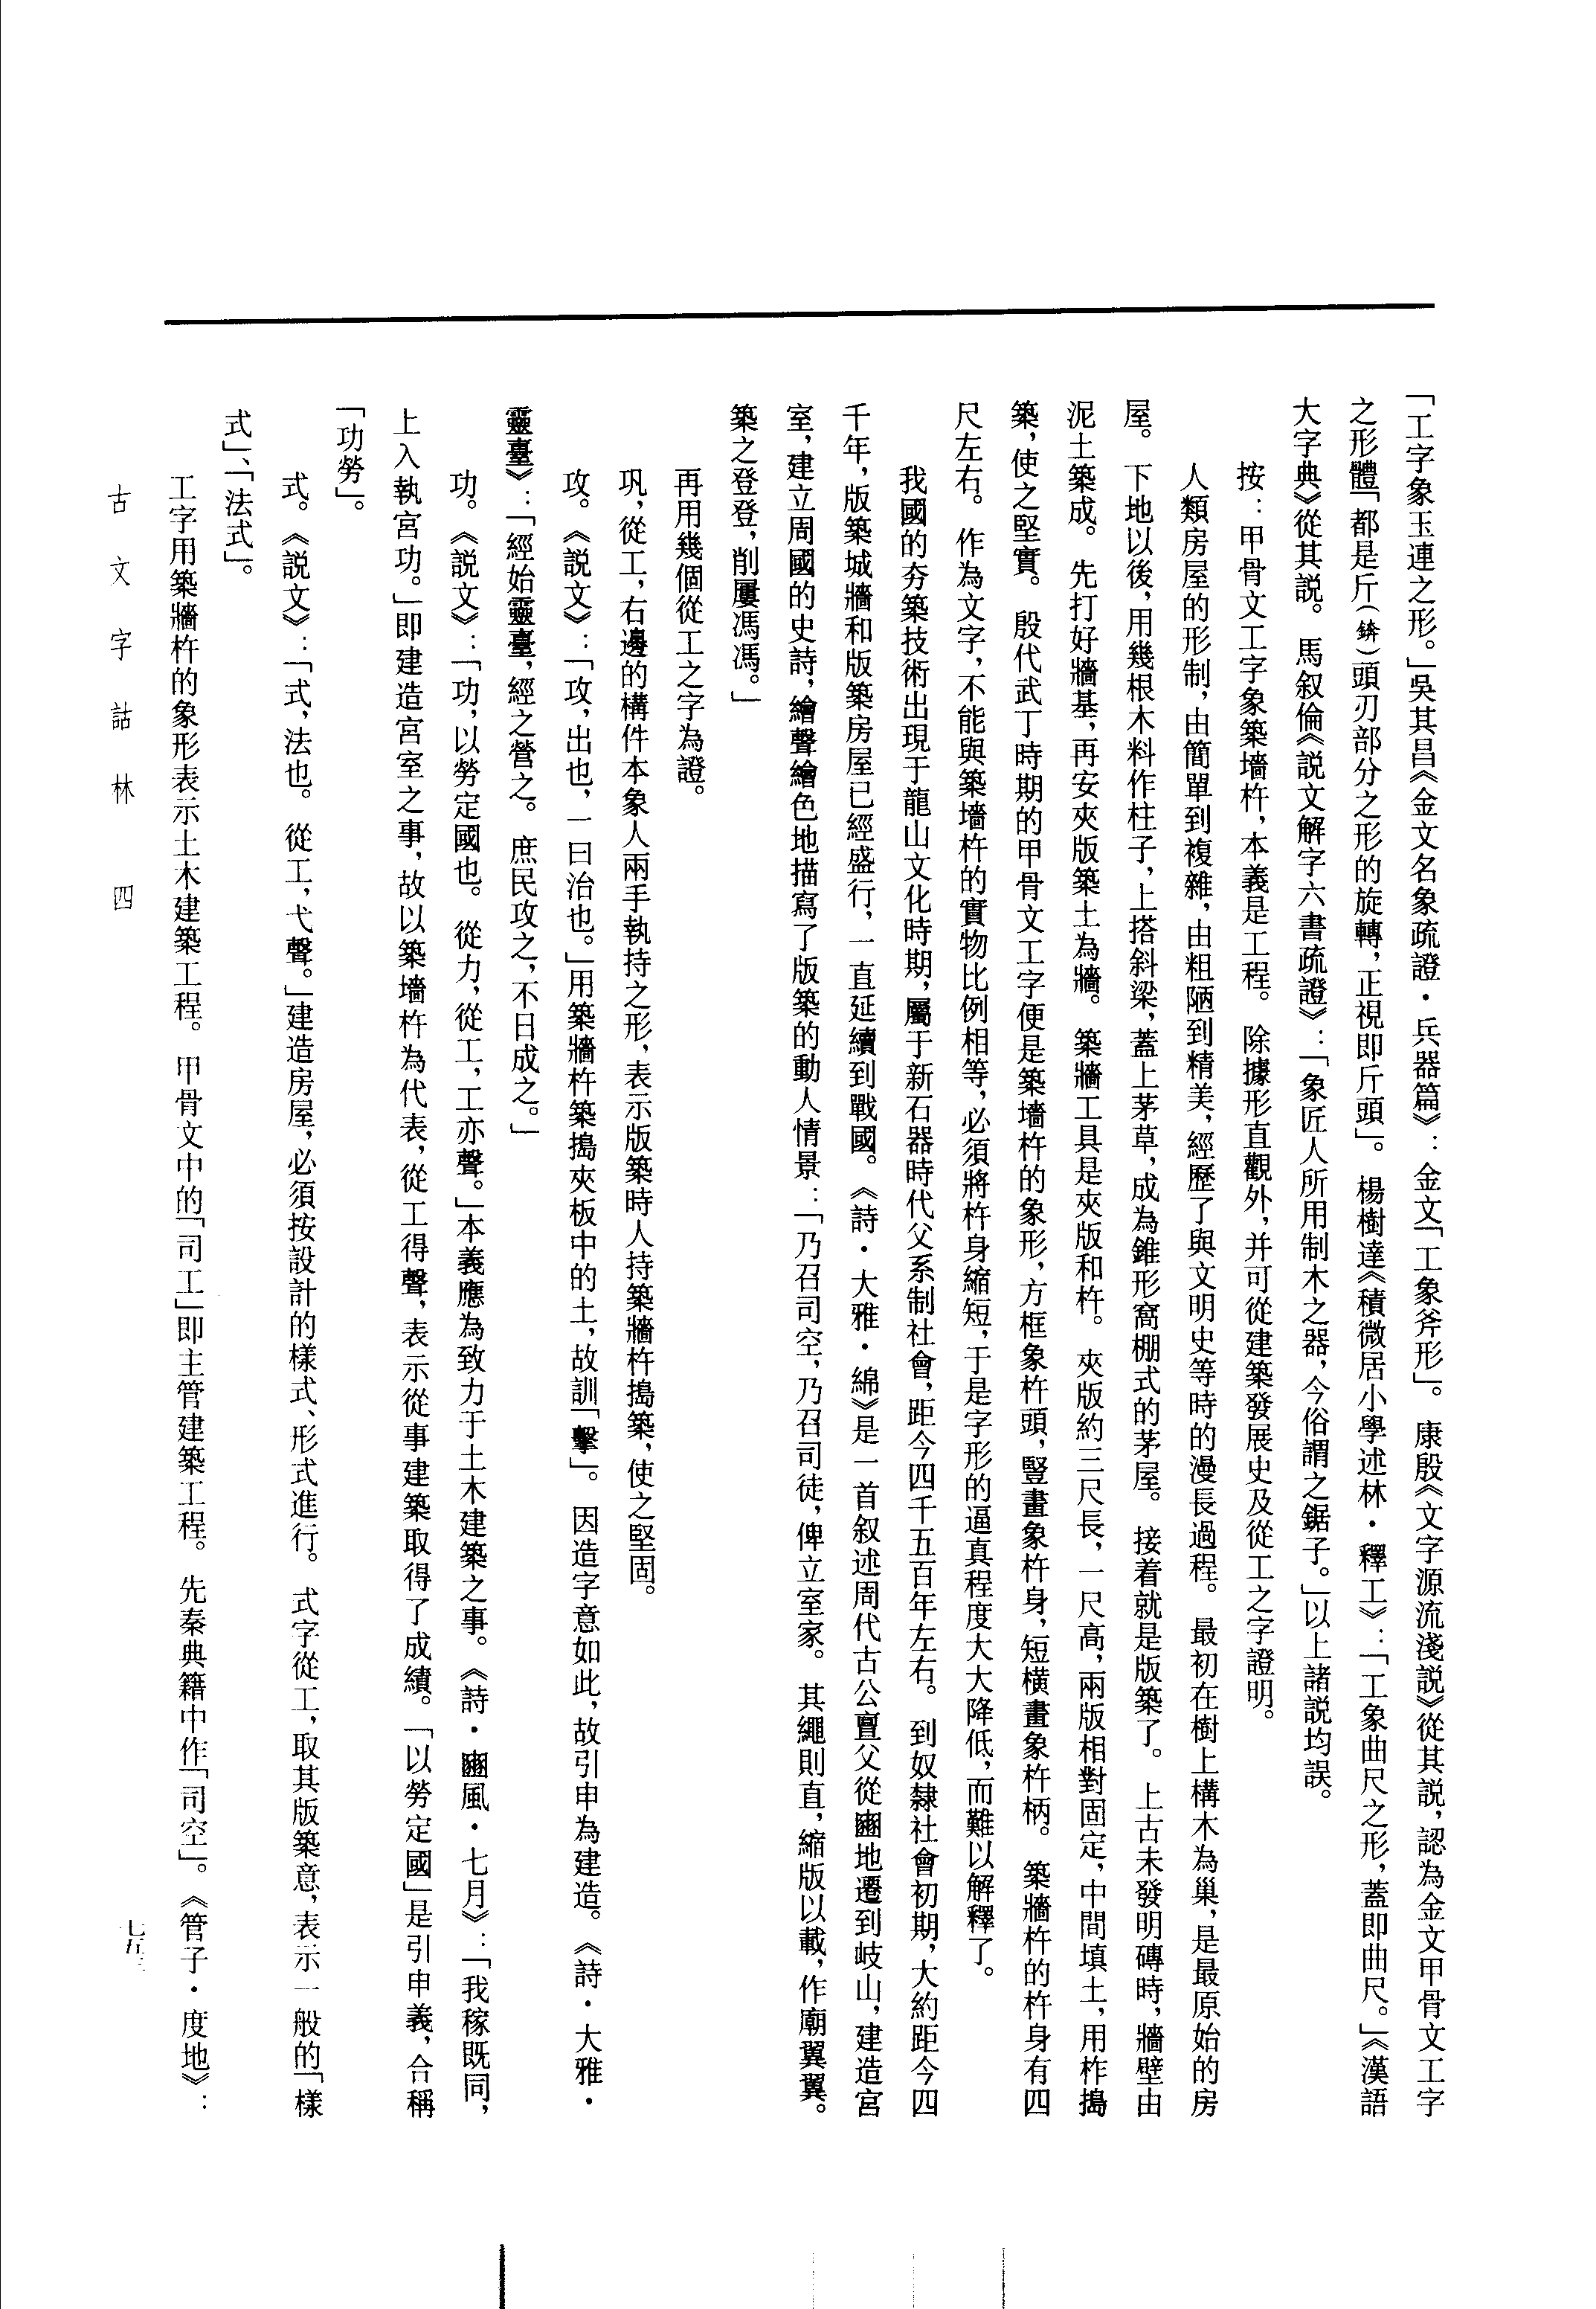 「工字象玉連之形。」吳其昌《金文名象疏證·兵器篇》：金文「工象斧形」。康殷《文字源流淺説》從其説，認為金文甲骨文工字
之形體「都是斤（錛）頭刃部分之形的旋轉，正視即斤頭」。楊樹達《積微居小學述林·釋工》：「工象曲尺之形，蓋即曲尺。」《漢語
大字典》從其説。馬叙倫《説文解字六書疏證》：「象匠人所用制木之器，今俗謂之鋸子。」以上諸説均誤。
按：甲骨文工字象築墻杵，本義是工程。除據形直觀外，并可從建築發展史及從工之字證明。
人類房屋的形制，由簡單到複雜，由粗陋到精美，經歷了與文明史等時的漫長過程。最初在樹上構木為巢，是最原始的房
屋。下地以後，用幾根木料作柱子，上搭斜梁，蓋上茅草，成為錐形窩棚式的茅屋。接着就是版築了。上古未發明磚時，牆壁由
泥土築成。先打好牆基，再安夾版築土為牆。築牆工具是夾版和杵。夾版約三尺長，一尺高，兩版相對固定，中間填土，用柞搗
築，使之堅實。殷代武丁時期的甲骨文工字便是築墻杵的象形，方框象杵頭，豎畫象杵身，短橫畫象杵柄。築牆杵的杵身有四
尺左右。作為文字，不能與築墻杵的實物比例相等，必須將杵身縮短，于是字形的逼真程度大大降低，而難以解釋了。
我國的夯築技術出現于龍山文化時期，屬于新石器時代父系制社會，距今四千五百年左右。到奴隸社會初期，大約距今四
千年，版築城牆和版築房屋已經盛行，一直延續到戰國。《詩·大雅·綿》是一首叙述周代古公亶父從豳地遷到岐山，建造宮
室，建立周國的史詩，繪聲繪色地描寫了版築的動人情景：「乃召司空，乃召司徒，俾立室家。其繩則直，縮版以載，作廟翼翼。
築之登登，削屢馮馮。」
再用幾個從工之字為證。
巩，從工，右邊的構件本象人兩手執持之形，表示版築時人持築牆杵搗築，使之堅固。
攻。《説文》：「攻，出也，一曰治也。」用築牆杵築搗夾板中的土，故訓「擊」。因造字意如此，故引申為建造。《詩·大雅·
靈臺》：「經始靈臺，經之營之。庶民攻之，不日成之。」
功。《説文》：「功，以勞定國也。從力，從工，工亦聲。」本義應為致力于土木建築之事。《詩·豳風·七月》：「我稼既同，
上入執宮功。」即建造宮室之事，故以築墻杵為代表，從工得聲，表示從事建築取得了成績。「以勞定國」是引申義，合稱
「功勞」。
式。《説文》：「式，法也。從工，弋聲。」建造房屋，必須按設計的樣式、形式進行。式字從工，取其版築意，表示一般的「樣
式」、「法式」。
工字用築牆杵的象形表示土木建築工程。甲骨文中的「司工」即主管建築工程。先秦典籍中作「司空」。《管子·度地》：
古文字詁林 四
七五三